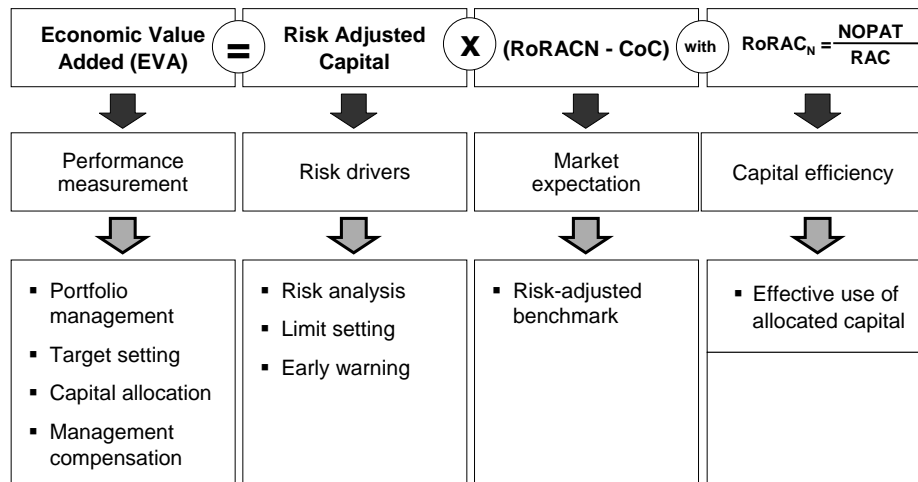 Economic Value
Added (EVA)
=
Risk Adjusted
Capital
X
(RoRACN - CoC)
with
RoRAC_N = NOPAT
RAC
Performance
measurement
Risk drivers
Market
expectation
Capital efficiency
▪ Portfolio
management
▪ Target setting
▪ Capital allocation
▪ Management
compensation
▪ Risk analysis
▪ Limit setting
▪ Early warning
▪ Risk-adjusted
benchmark
▪ Effective use of
allocated capital